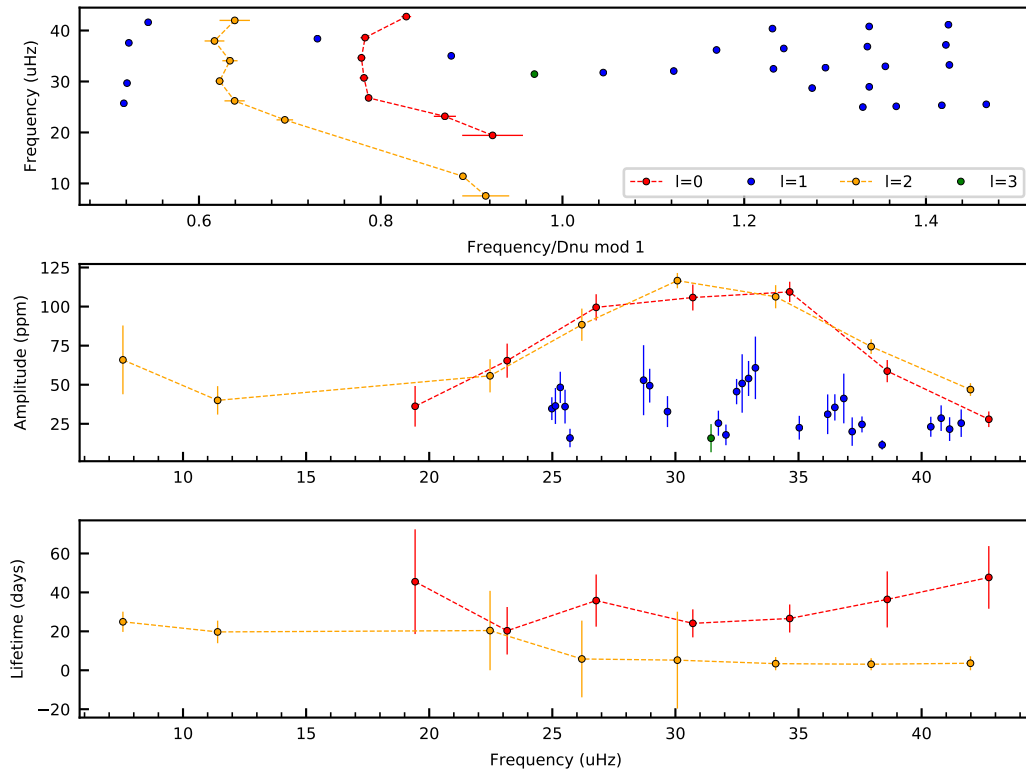 40
30
20
10
Frequency (uHz)
l=0 l=1 l=2 l=3
0.6 0.8 1.0 1.2 1.4
Frequency/Dnu mod 1
125
100
75
50
25
Amplitude (ppm)
10 15 20 25 30 35 40
60
40
20
0
−20
Lifetime (days)
10 15 20 25 30 35 40
Frequency (uHz)